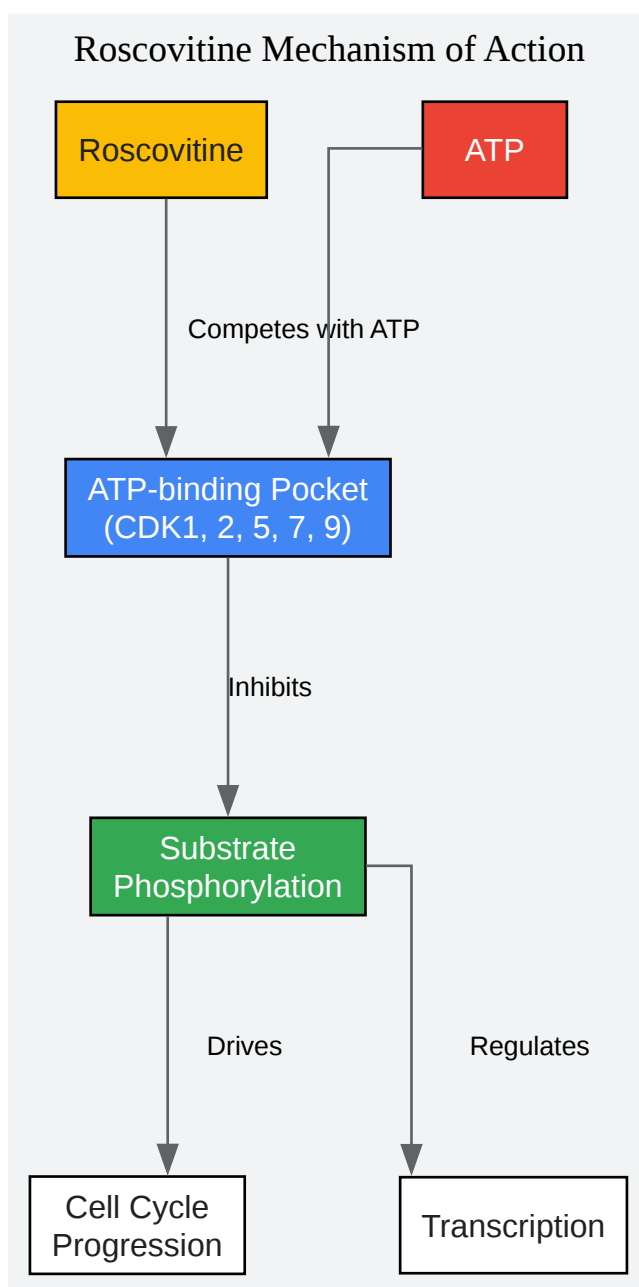 Roscovitine Mechanism of Action
Roscovitine
ATP
Competes with ATP
ATP-binding Pocket
(CDK1, 2, 5, 7, 9)
Inhibits
Substrate
Phosphorylation
Drives
Regulates
Cell Cycle
Progression
Transcription